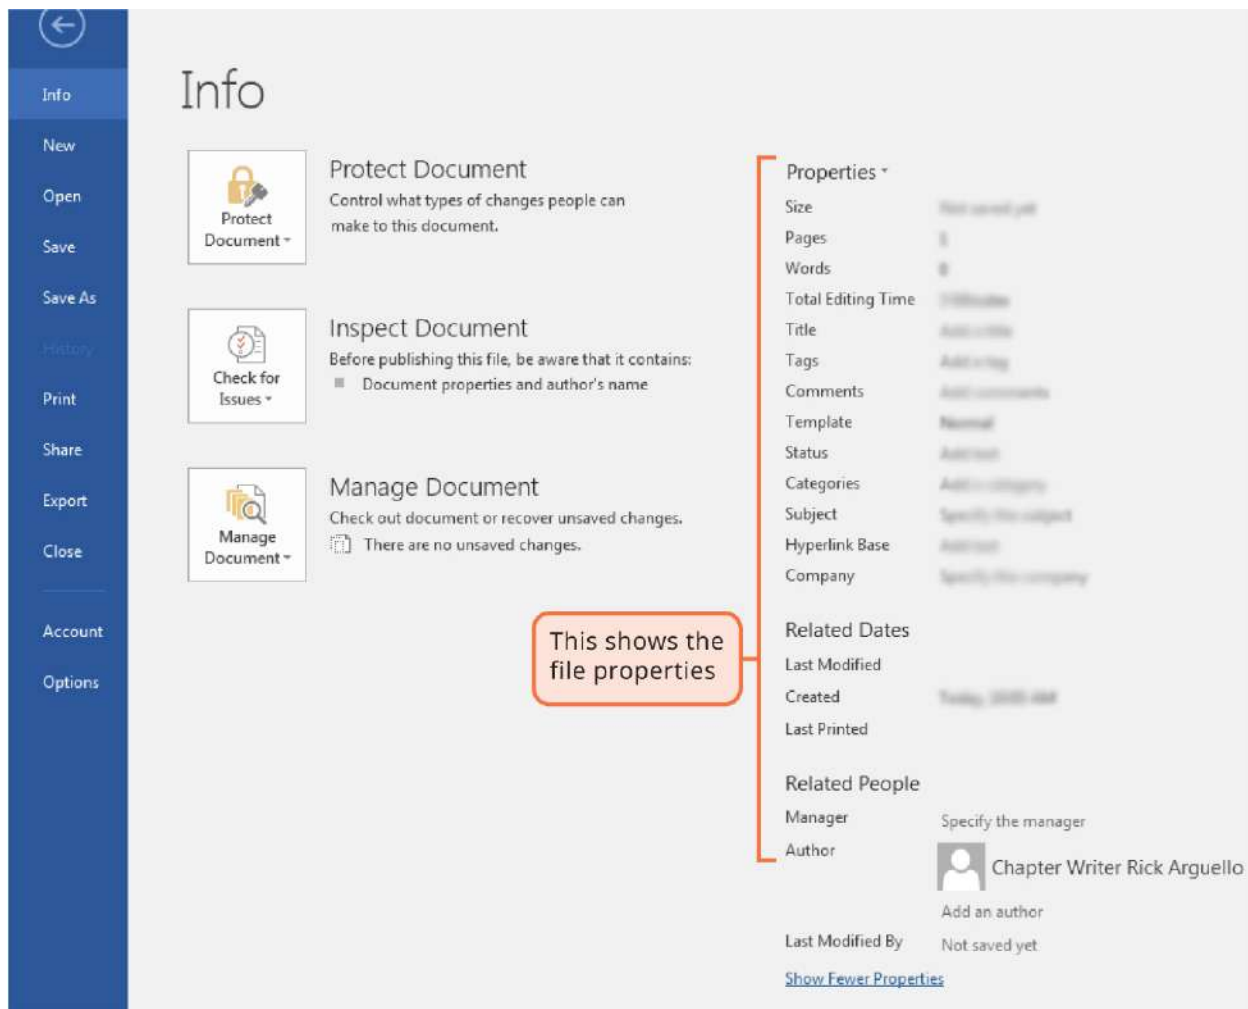 Info
New
Open
Save
Save As
History
Print
Share
Export
Close
Account
Options
Info
Protect Document
Protect Document
Control what types of changes people can
make to this document.
Check for Issues
Inspect Document
Before publishing this file, be aware that it contains:
Document properties and author's name
Manage Document
Manage Document
Check out document or recover unsaved changes.
There are no unsaved changes.
This shows the
file properties
Properties
Size
Pages
Words
Total Editing Time
Title
Tags
Comments
Template
Status
Categories
Subject
Hyperlink Base
Company
Related Dates
Last Modified
Created
Last Printed
Related People
Manager Specify the manager
Author
Chapter Writer Rick Arguello
Add an author
Last Modified By Not saved yet
Show Fewer Properties